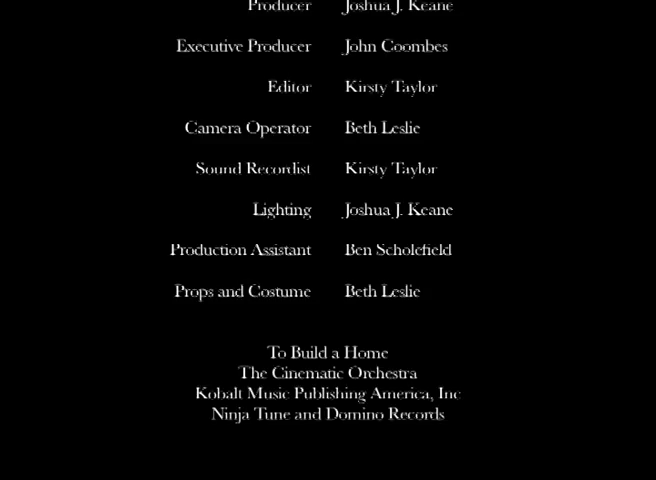 Producer Joshua J. Keane
Executive Producer John Coombes
Editor Kirsty Taylor
Camera Operator Beth Leslie
Sound Recordist Kirsty Taylor
Lighting Joshua J. Keane
Production Assistant Ben Scholefield
Props and Costume Beth Leslie
To Build a Home
The Cinematic Orchestra
Kobalt Music Publishing America, Inc
Ninja Tune and Domino Records